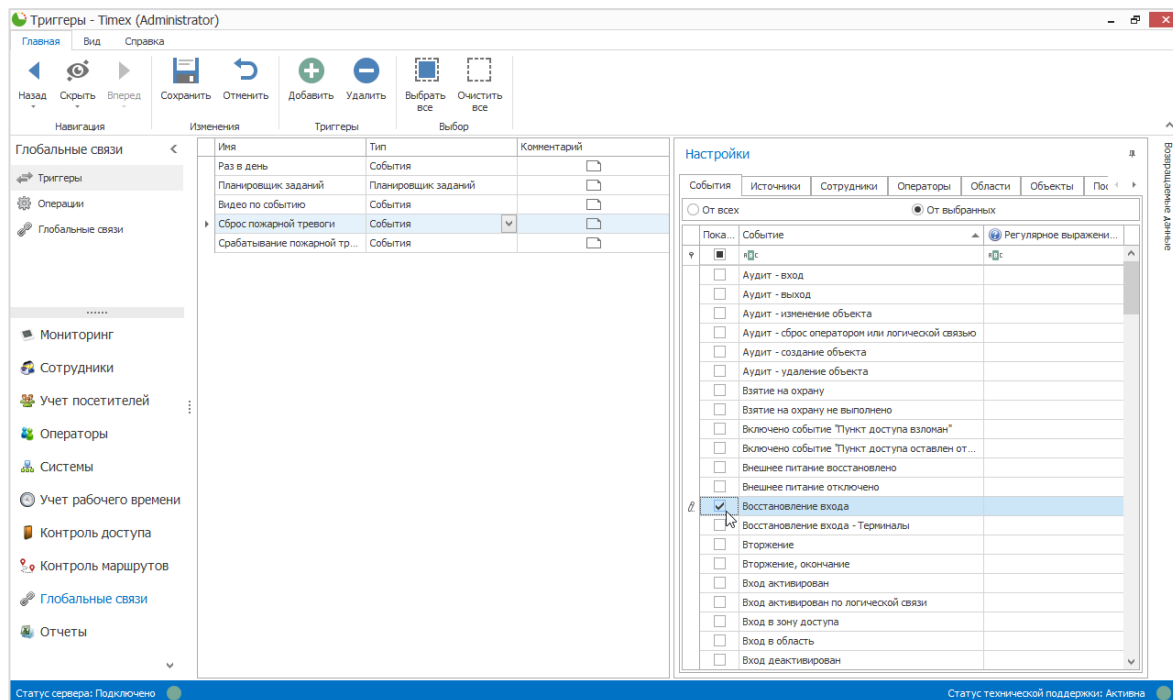 Триггеры - Timex (Administrator)
Главная Вид Справка
Назад Скрыть Вперед Сохранить Отменить Добавить Удалить Выбрать все Очистить все
Навигация Изменения Триггеры Выбор
Глобальные связи
Триггеры
Операции
Глобальные связи
Мониторинг
Сотрудники
Учет посетителей
Операторы
Системы
Учет рабочего времени
Контроль доступа
Контроль маршрутов
Глобальные связи
Отчеты
Имя Тип Комментарий
Раз в день События
Планировщик заданий Планировщик заданий
Видео по событию События
Сброс пожарной тревоги События
Срабатывание пожарной тр... События
Настройки
События Источники Сотрудники Операторы Области Объекты Пос
От всех От выбранных
Пока... Событие Регулярное выражени...
Аудит - вход
Аудит - выход
Аудит - изменение объекта
Аудит - сброс оператором или логической связью
Аудит - создание объекта
Аудит - удаление объекта
Взятие на охрану
Взятие на охрану не выполнено
Включено событие "Пункт доступа взломан"
Включено событие "Пункт доступа оставлен от...
Внешнее питание восстановлено
Внешнее питание отключено
Восстановление входа
Восстановление входа - Терминалы
Вторжение
Вторжение, окончание
Вход активирован
Вход активирован по логической связи
Вход в зону доступа
Вход в область
Вход деактивирован
Возвращаемые данные
Статус сервера: Подключено Статус технической поддержки: Активна